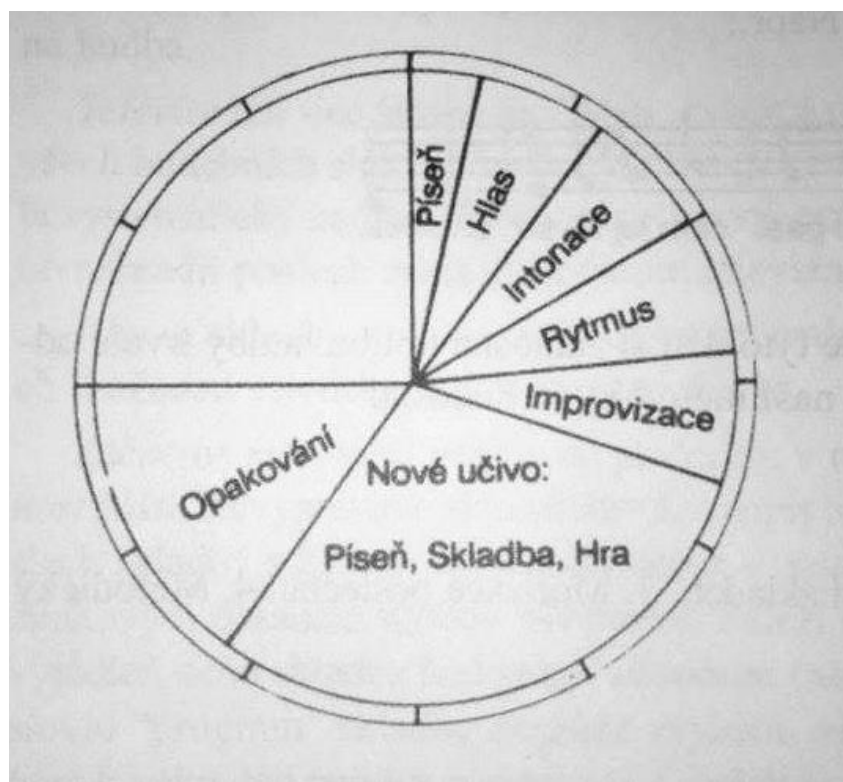 Píseň
Hlas
Intonace
Rytmus
Improvizace
Nové učivo:
Píseň, Skladba, Hra
Opakování